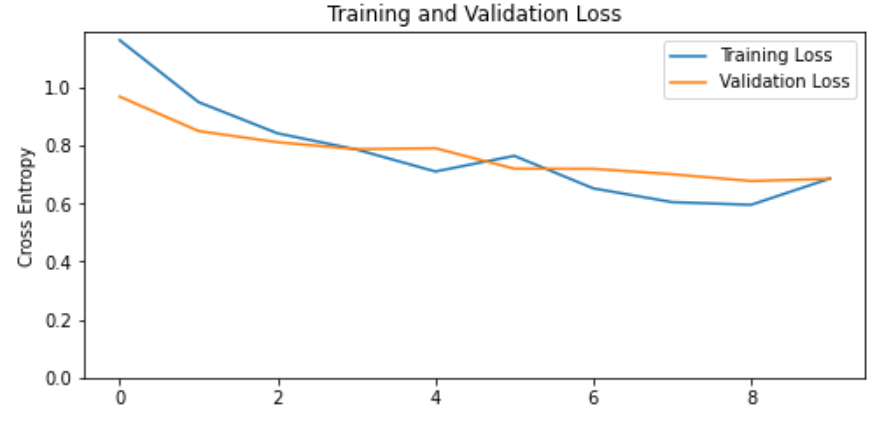 Training and Validation Loss
Training Loss
Validation Loss
Cross Entropy
1.0
0.8
0.6
0.4
0.2
0.0
0 2 4 6 8